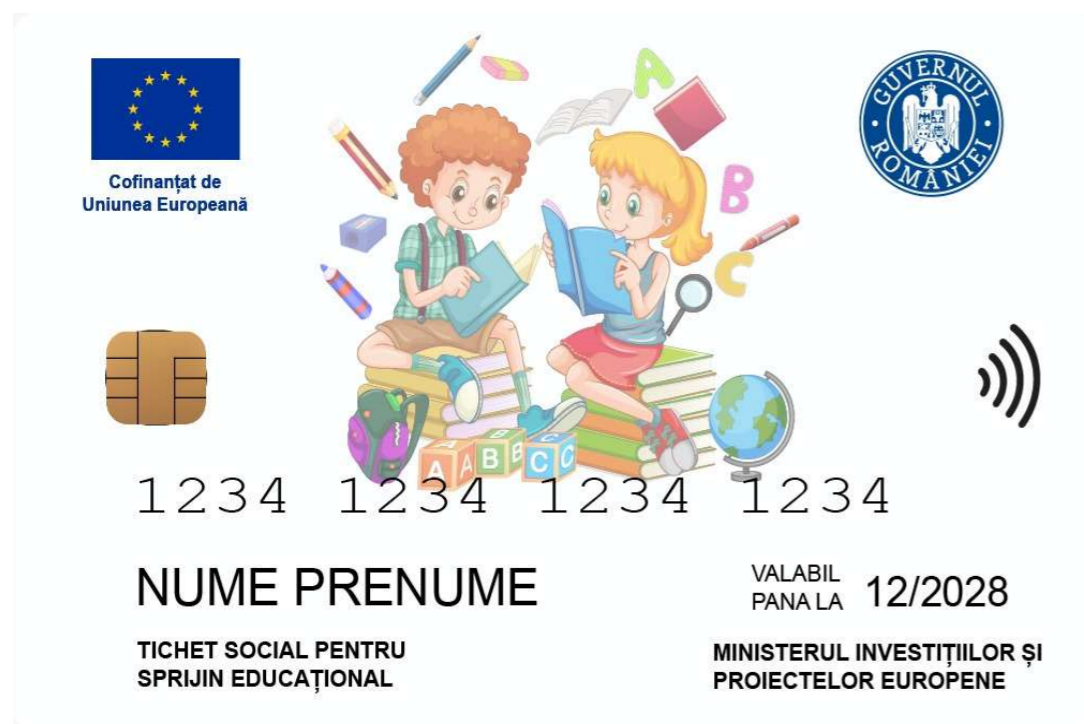 Cofinanțat de
Uniunea Europeană
GUVERNUL ROMÂNIEI
A
B
C
A A B B C C
1234 1234 1234 1234
NUME PRENUME
VALABIL
PANA LA 12/2028
TICHET SOCIAL PENTRU
SPRIJIN EDUCAȚIONAL
MINISTERUL INVESTIȚIILOR ȘI
PROIECTELOR EUROPENE